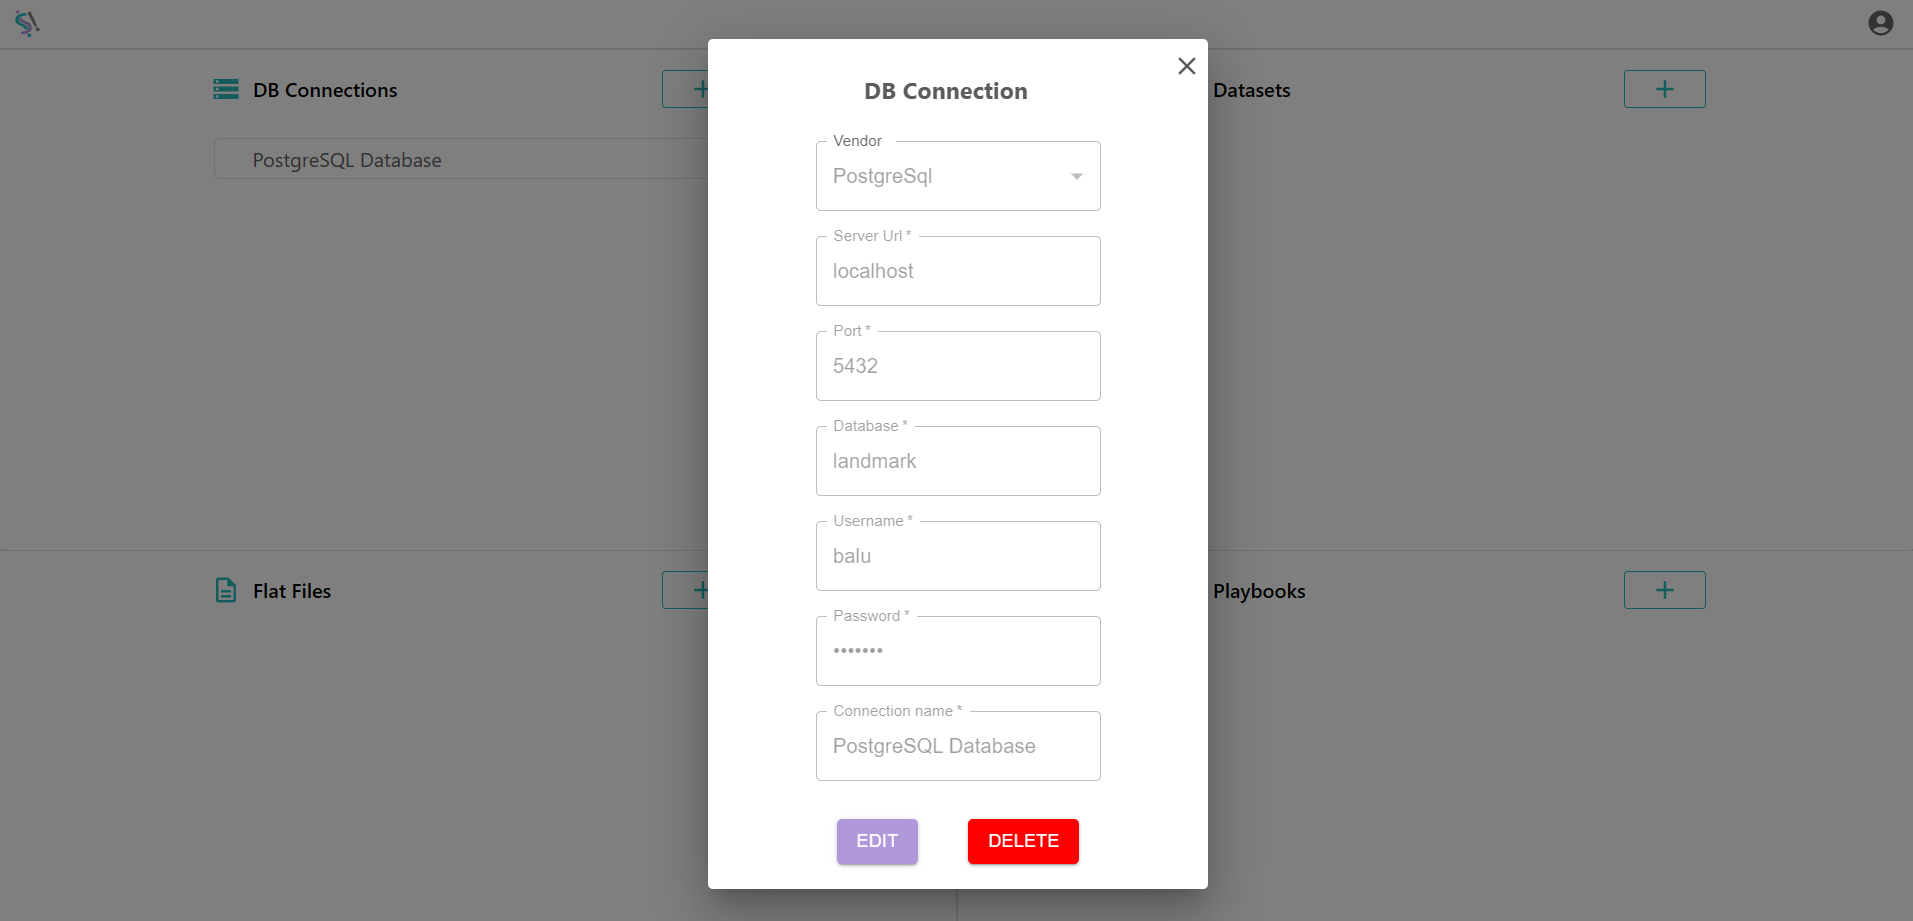 DB Connections
PostgreSQL Database
Datasets
Flat Files
Playbooks
DB Connection
Vendor
PostgreSql
Server Url *
localhost
Port *
5432
Database *
landmark
Username *
balu
Password *
•••••••
Connection name *
PostgreSQL Database
EDIT
DELETE